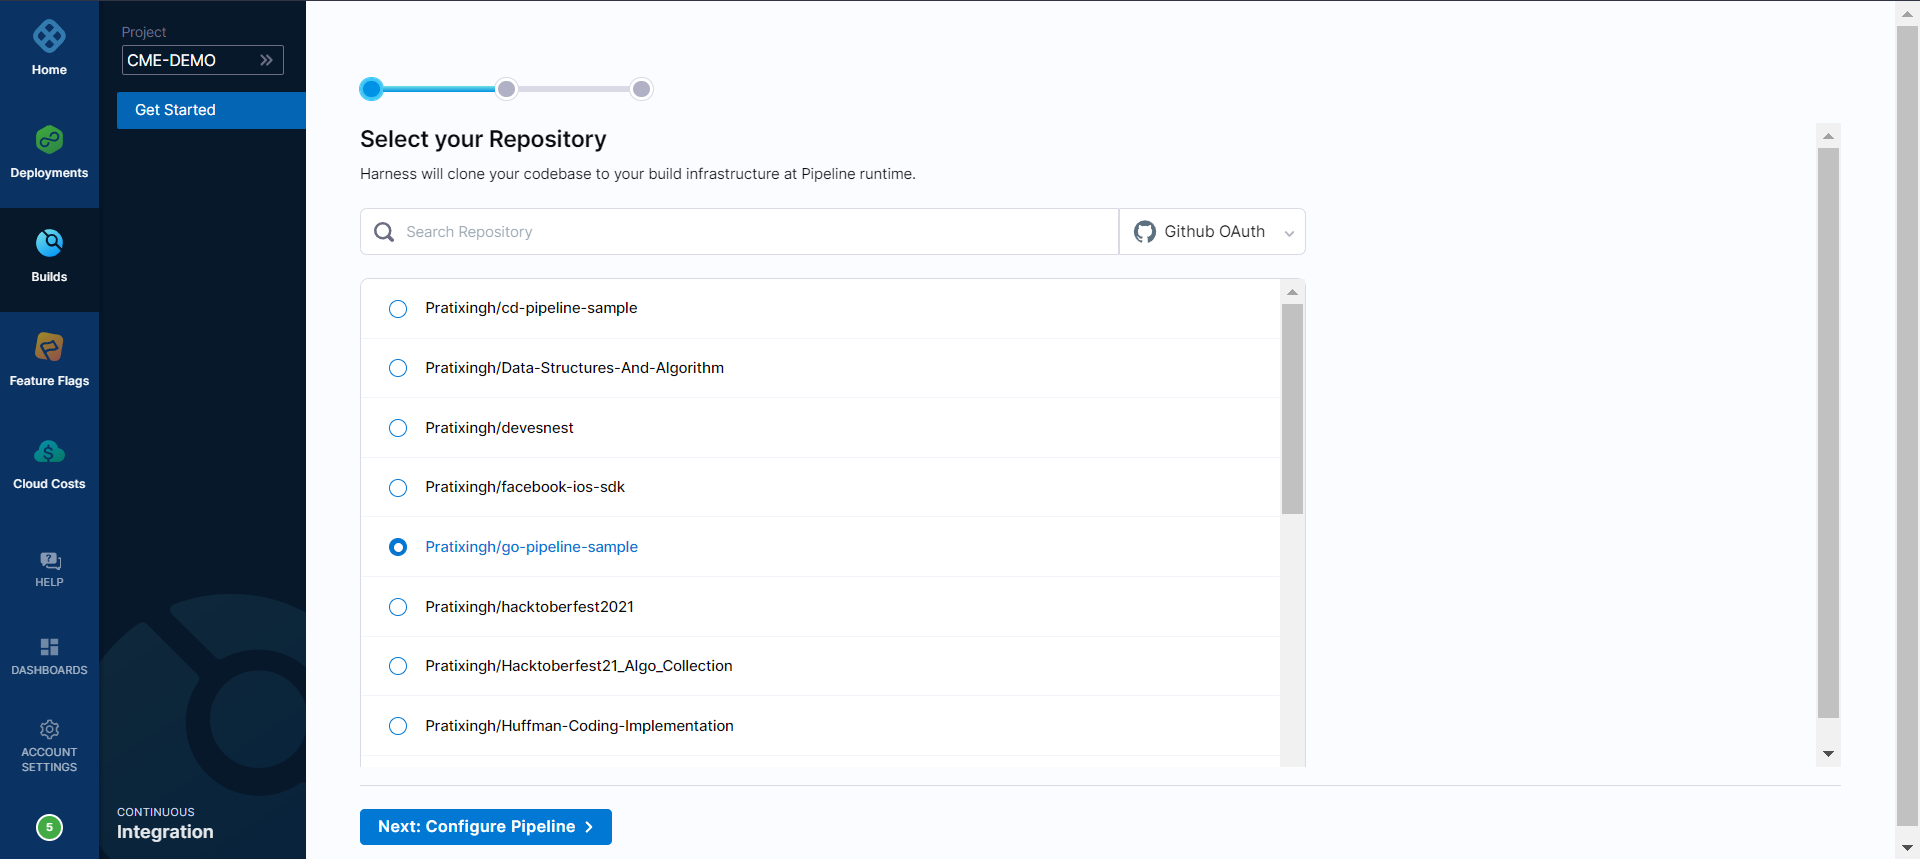 Home
Deployments
Builds
Feature Flags
Cloud Costs
HELP
DASHBOARDS
ACCOUNT
SETTINGS
5
Project
CME-DEMO
Get Started
CONTINUOUS
Integration
Select your Repository
Harness will clone your codebase to your build infrastructure at Pipeline runtime.
Search Repository
Github OAuth
Pratixingh/cd-pipeline-sample
Pratixingh/Data-Structures-And-Algorithm
Pratixingh/devesnest
Pratixingh/facebook-ios-sdk
Pratixingh/go-pipeline-sample
Pratixingh/hacktoberfest2021
Pratixingh/Hacktoberfest21_Algo_Collection
Pratixingh/Huffman-Coding-Implementation
Next: Configure Pipeline